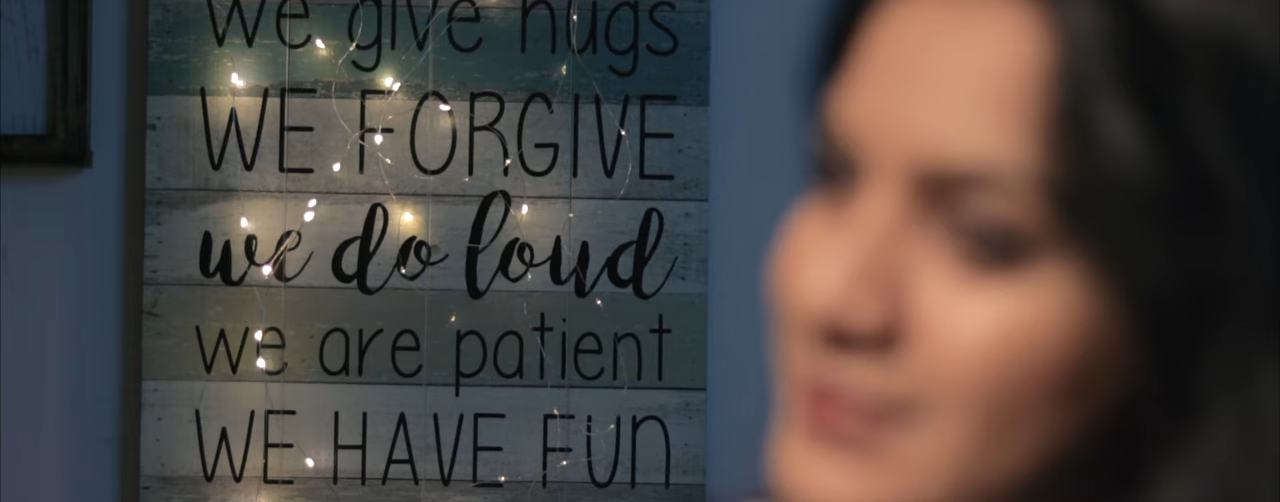 we give hugs
WE FORGIVE
we do loud
we are patient
WE HAVE FUN